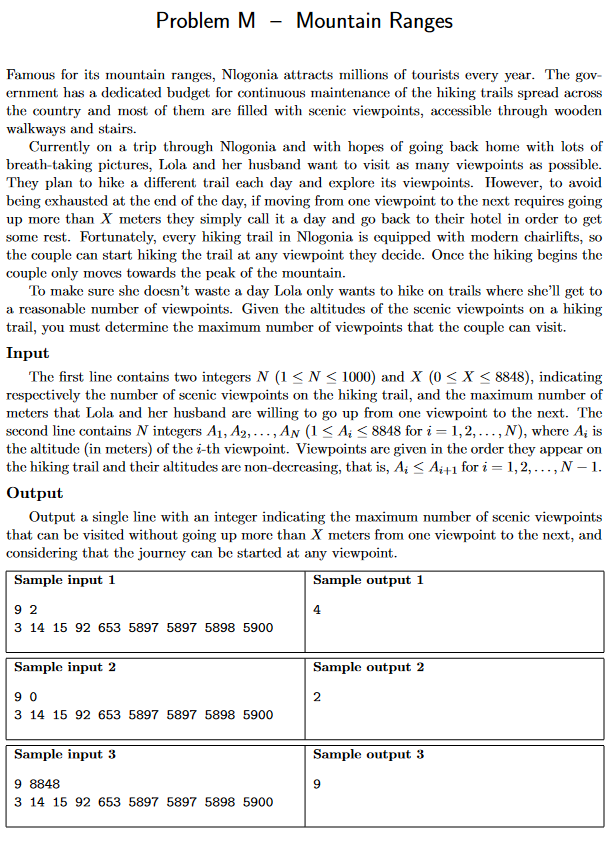 Problem M – Mountain Ranges
Famous for its mountain ranges, Nlogonia attracts millions of tourists every year. The gov-
ernment has a dedicated budget for continuous maintenance of the hiking trails spread across
the country and most of them are filled with scenic viewpoints, accessible through wooden
walkways and stairs.
Currently on a trip through Nlogonia and with hopes of going back home with lots of
breath-taking pictures, Lola and her husband want to visit as many viewpoints as possible.
They plan to hike a different trail each day and explore its viewpoints. However, to avoid
being exhausted at the end of the day, if moving from one viewpoint to the next requires going
up more than X meters they simply call it a day and go back to their hotel in order to get
some rest. Fortunately, every hiking trail in Nlogonia is equipped with modern chairlifts, so
the couple can start hiking the trail at any viewpoint they decide. Once the hiking begins the
couple only moves towards the peak of the mountain.
To make sure she doesn't waste a day Lola only wants to hike on trails where she'll get to
a reasonable number of viewpoints. Given the altitudes of the scenic viewpoints on a hiking
trail, you must determine the maximum number of viewpoints that the couple can visit.
Input
The first line contains two integers N (1 ≤ N ≤ 1000) and X (0 ≤ X ≤ 8848), indicating
respectively the number of scenic viewpoints on the hiking trail, and the maximum number of
meters that Lola and her husband are willing to go up from one viewpoint to the next. The
second line contains N integers A₁, A₂, . . . , A_N (1 ≤ Aᵢ ≤ 8848 for i = 1, 2, . . . , N), where Aᵢ is
the altitude (in meters) of the i-th viewpoint. Viewpoints are given in the order they appear on
the hiking trail and their altitudes are non-decreasing, that is, Aᵢ ≤ Aᵢ₊₁ for i = 1, 2, . . . , N − 1.
Output
Output a single line with an integer indicating the maximum number of scenic viewpoints
that can be visited without going up more than X meters from one viewpoint to the next, and
considering that the journey can be started at any viewpoint.
Sample input 1
9 2
3 14 15 92 653 5897 5897 5898 5900
Sample output 1
4
Sample input 2
9 0
3 14 15 92 653 5897 5897 5898 5900
Sample output 2
2
Sample input 3
9 8848
3 14 15 92 653 5897 5897 5898 5900
Sample output 3
9